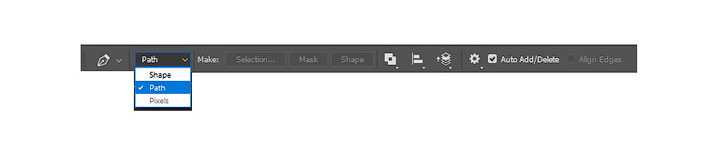 Path Make: Selection... Mask Shape Auto Add/Delete Align Edges
Shape
Path
Pixels